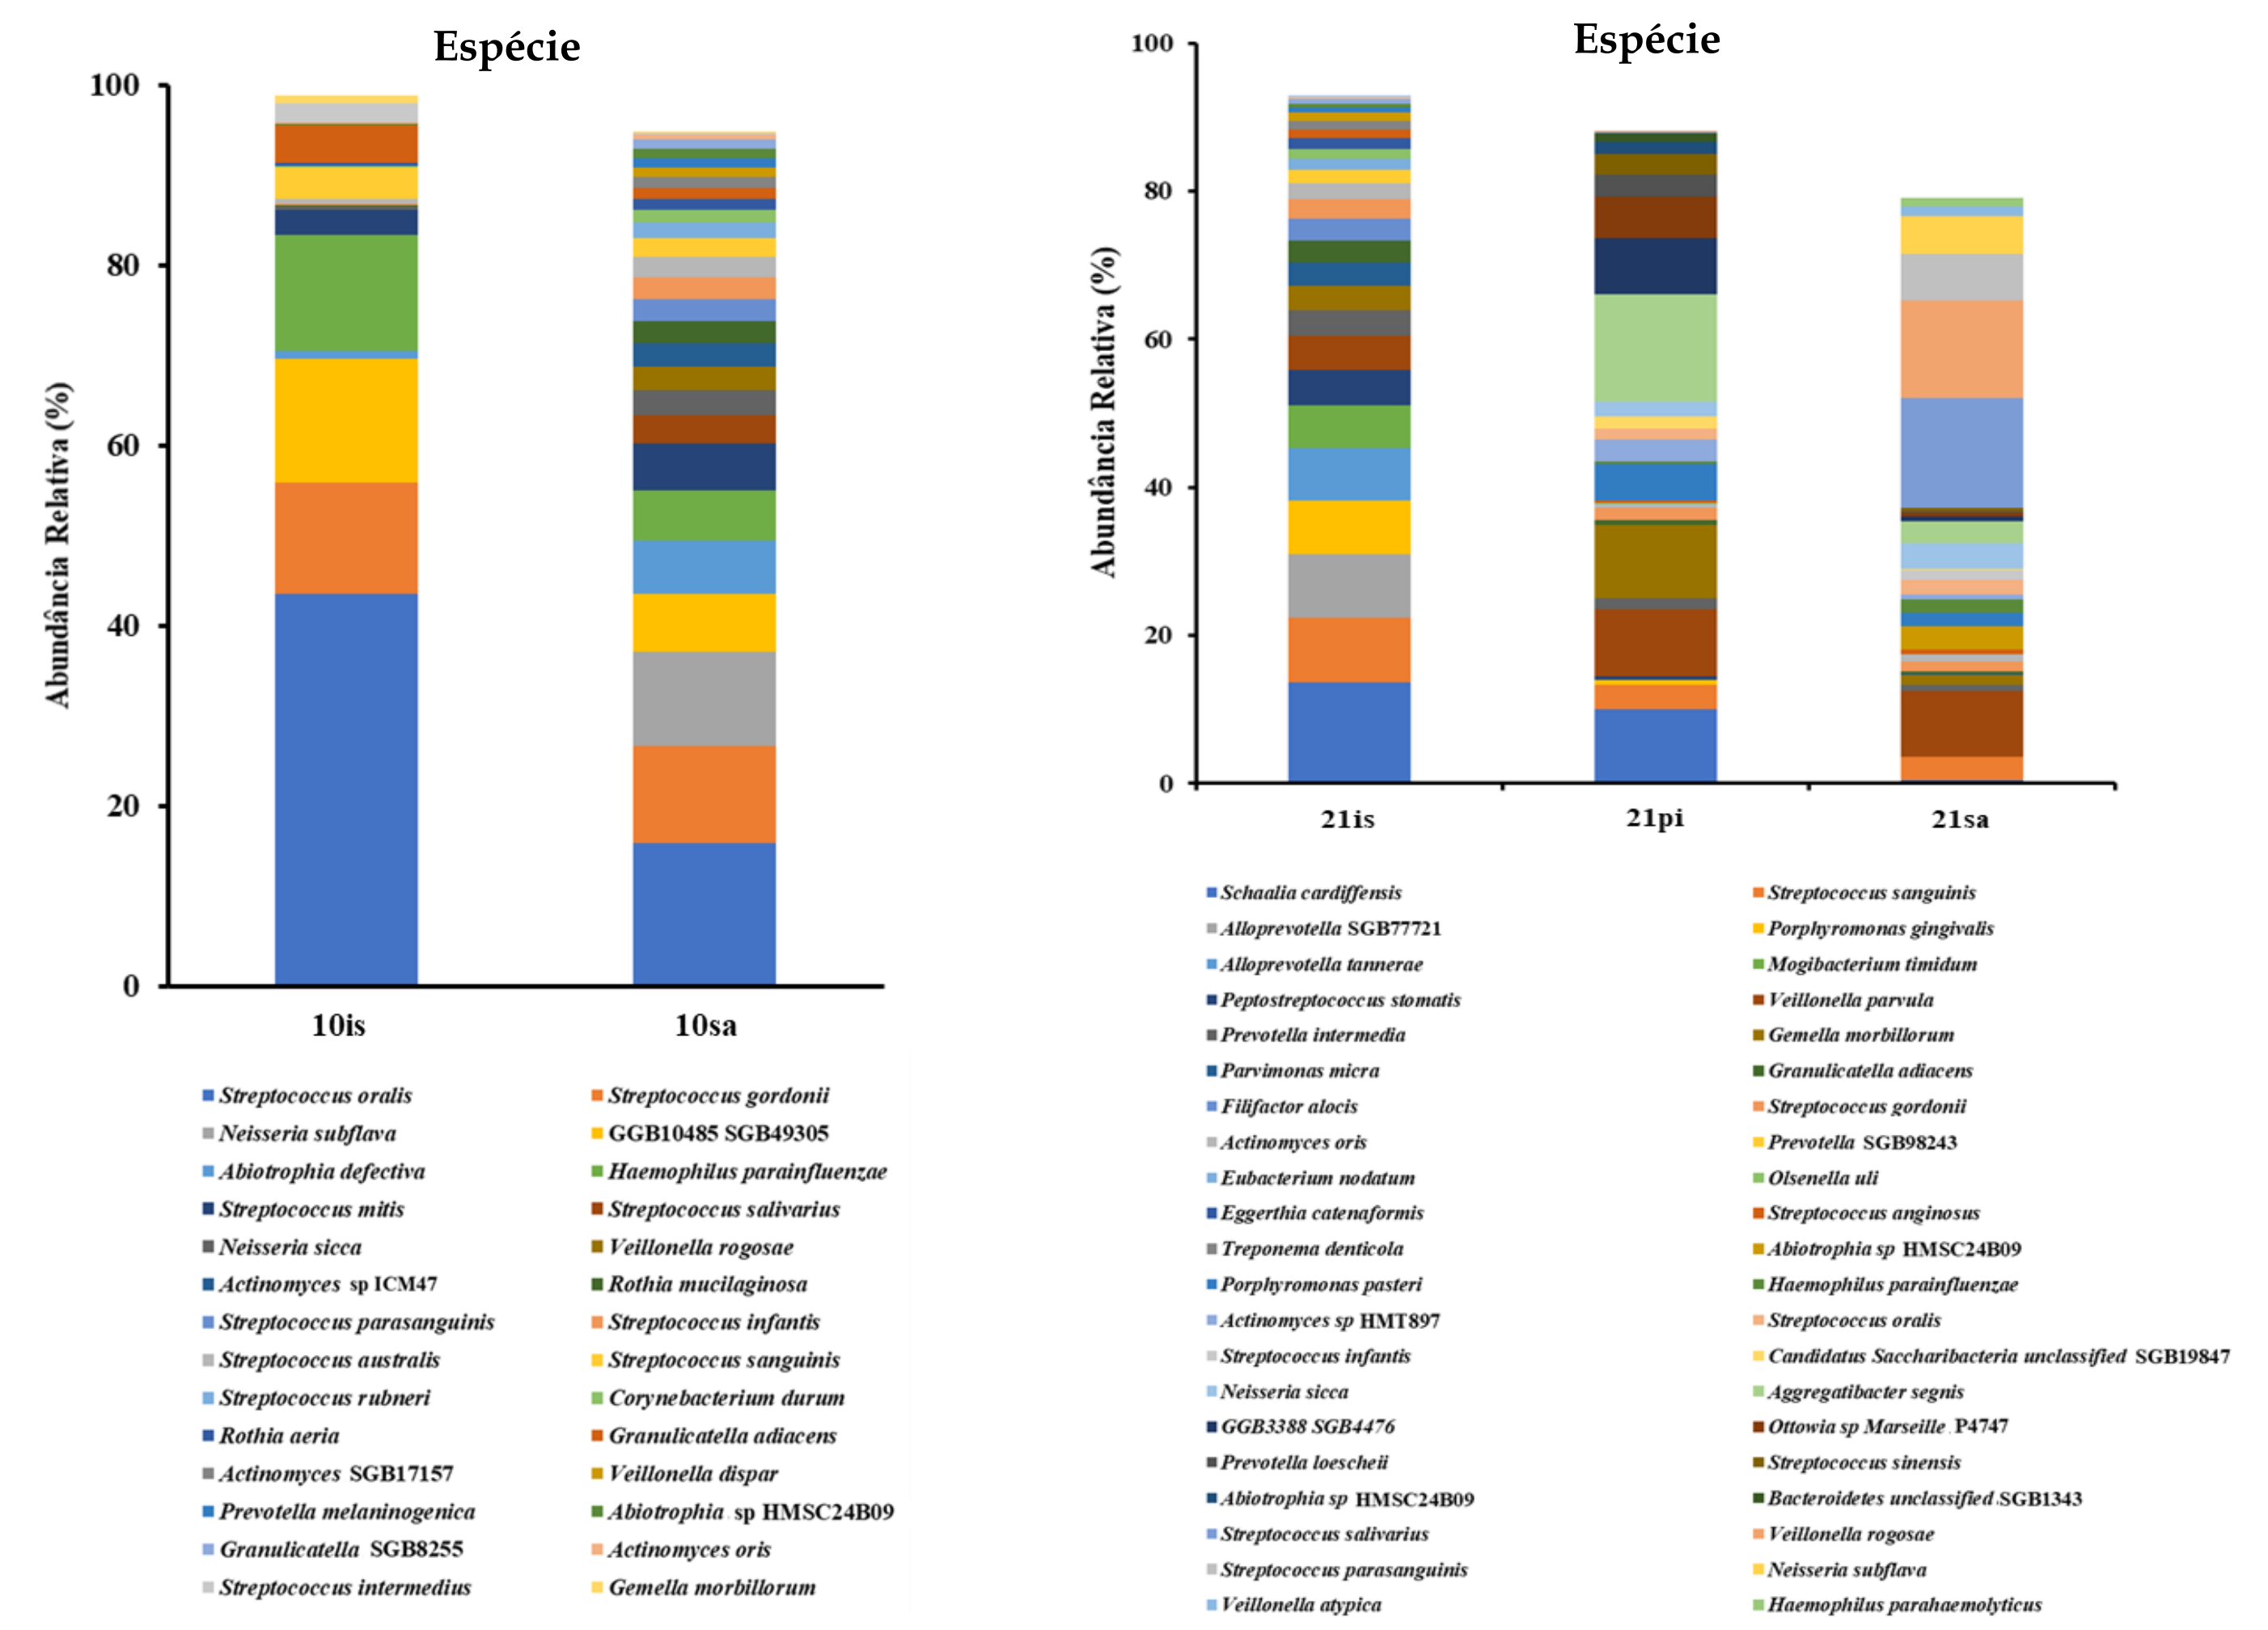 Espécie
100
80
60
40
20
0
Abundância Relativa (%)
10is 10sa
Streptococcus oralis Streptococcus gordonii
Neisseria subflava GGB10485 SGB49305
Abiotrophia defectiva Haemophilus parainfluenzae
Streptococcus mitis Streptococcus salivarius
Neisseria sicca Veillonella rogosae
Actinomyces sp ICM47 Rothia mucilaginosa
Streptococcus parasanguinis Streptococcus infantis
Streptococcus australis Streptococcus sanguinis
Streptococcus rubneri Corynebacterium durum
Rothia aeria Granulicatella adiacens
Actinomyces SGB17157 Veillonella dispar
Prevotella melaninogenica Abiotrophia sp HMSC24B09
Granulicatella SGB8255 Actinomyces oris
Streptococcus intermedius Gemella morbillorum
Espécie
100
80
60
40
20
0
Abundância Relativa (%)
21is 21pi 21sa
Schaalia cardiffensis Streptococcus sanguinis
Alloprevotella SGB77721 Porphyromonas gingivalis
Alloprevotella tannerae Mogibacterium timidum
Peptostreptococcus stomatis Veillonella parvula
Prevotella intermedia Gemella morbillorum
Parvimonas micra Granulicatella adiacens
Filifactor alocis Streptococcus gordonii
Actinomyces oris Prevotella SGB98243
Eubacterium nodatum Olsenella uli
Eggerthia catenaformis Streptococcus anginosus
Treponema denticola Abiotrophia sp HMSC24B09
Porphyromonas pasteri Haemophilus parainfluenzae
Actinomyces sp HMT897 Streptococcus oralis
Streptococcus infantis Candidatus Saccharibacteria unclassified SGB19847
Neisseria sicca Aggregatibacter segnis
GGB3388 SGB4476 Ottowia sp Marseille P4747
Prevotella loescheii Streptococcus sinensis
Abiotrophia sp HMSC24B09 Bacteroidetes unclassified SGB1343
Streptococcus salivarius Veillonella rogosae
Streptococcus parasanguinis Neisseria subflava
Veillonella atypica Haemophilus parahaemolyticus